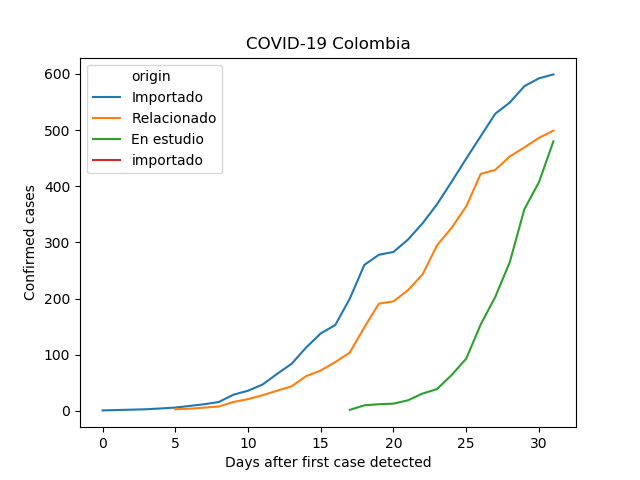 COVID-19 Colombia
origin
Importado
Relacionado
En estudio
importado
Confirmed cases
600
500
400
300
200
100
0
0 5 10 15 20 25 30
Days after first case detected